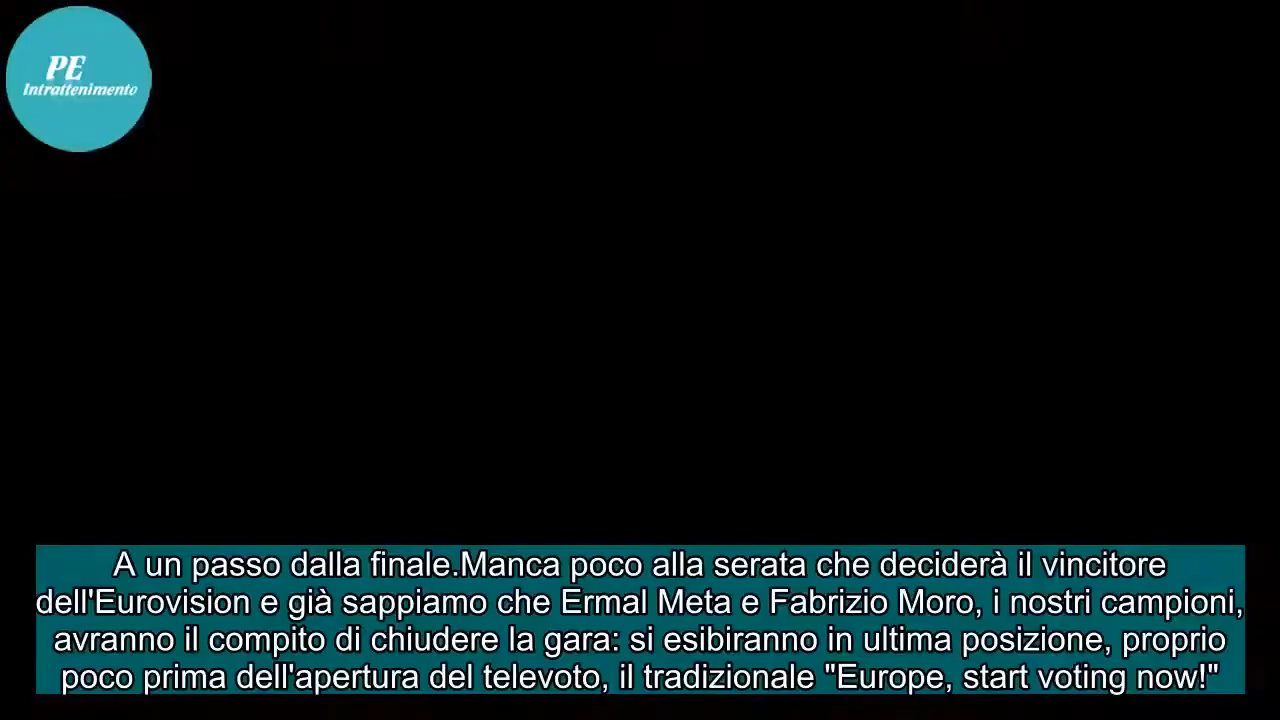 PE
Intrattenimento
A un passo dalla finale.Manca poco alla serata che deciderà il vincitore
dell'Eurovision e già sappiamo che Ermal Meta e Fabrizio Moro, i nostri campioni,
avranno il compito di chiudere la gara: si esibiranno in ultima posizione, proprio
poco prima dell'apertura del televoto, il tradizionale "Europe, start voting now!"